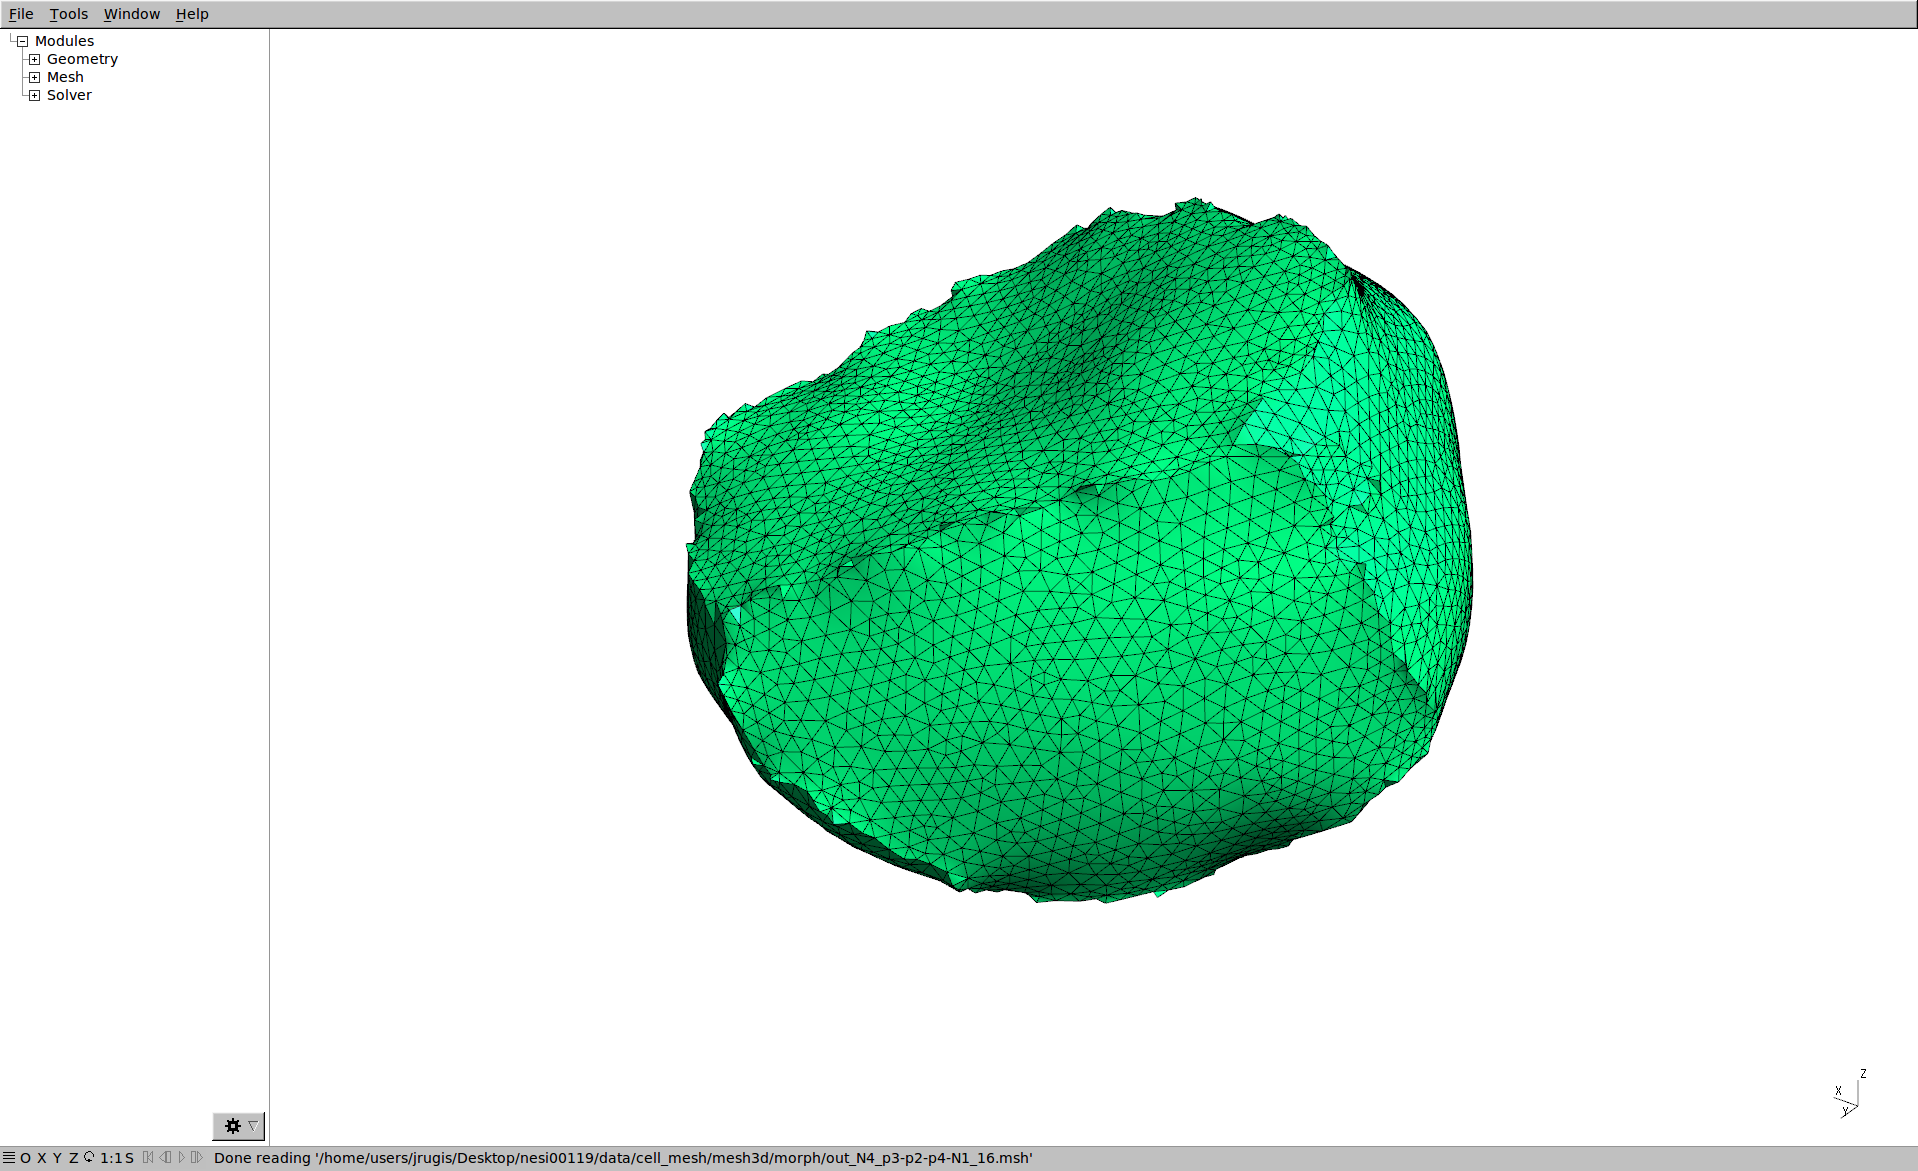 File Tools Window Help
Modules
Geometry
Mesh
Solver
Z
X
Y
O X Y Z 1:1 S Done reading '/home/users/jrugis/Desktop/nesi00119/data/cell_mesh/mesh3d/morph/out_N4_p3-p2-p4-N1_16.msh'